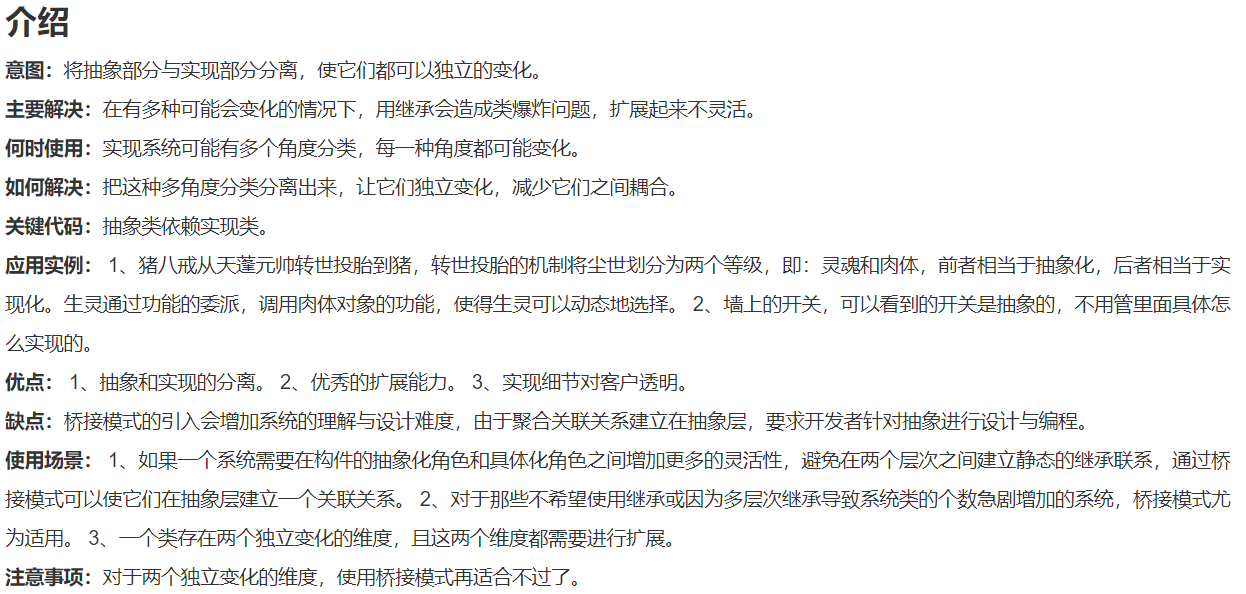 介绍
意图：将抽象部分与实现部分分离，使它们都可以独立的变化。
主要解决：在有多种可能会变化的情况下，用继承会造成类爆炸问题，扩展起来不灵活。
何时使用：实现系统可能有多个角度分类，每一种角度都可能变化。
如何解决：把这种多角度分类分离出来，让它们独立变化，减少它们之间耦合。
关键代码：抽象类依赖实现类。
应用实例： 1、猪八戒从天蓬元帅转世投胎到猪，转世投胎的机制将尘世划分为两个等级，即：灵魂和肉体，前者相当于抽象化，后者相当于实
现化。生灵通过功能的委派，调用肉体对象的功能，使得生灵可以动态地选择。 2、墙上的开关，可以看到的开关是抽象的，不用管里面具体怎
么实现的。
优点： 1、抽象和实现的分离。 2、优秀的扩展能力。 3、实现细节对客户透明。
缺点：桥接模式的引入会增加系统的理解与设计难度，由于聚合关联关系建立在抽象层，要求开发者针对抽象进行设计与编程。
使用场景： 1、如果一个系统需要在构件的抽象化角色和具体化角色之间增加更多的灵活性，避免在两个层次之间建立静态的继承联系，通过桥
接模式可以使它们在抽象层建立一个关联关系。 2、对于那些不希望使用继承或因为多层次继承导致系统类的个数急剧增加的系统，桥接模式尤
为适用。 3、一个类存在两个独立变化的维度，且这两个维度都需要进行扩展。
注意事项：对于两个独立变化的维度，使用桥接模式再适合不过了。